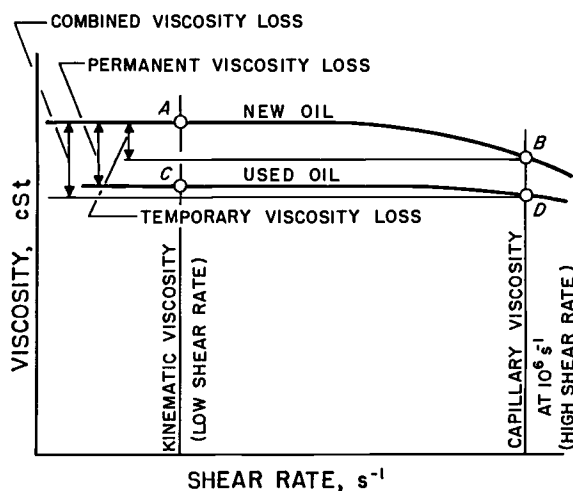 COMBINED VISCOSITY LOSS
PERMANENT VISCOSITY LOSS
A
NEW OIL
B
C
USED OIL
D
TEMPORARY VISCOSITY LOSS
VISCOSITY, cSt
KINEMATIC VISCOSITY
(LOW SHEAR RATE)
CAPILLARY VISCOSITY
AT 10⁶ s⁻¹
(HIGH SHEAR RATE)
SHEAR RATE, s⁻¹